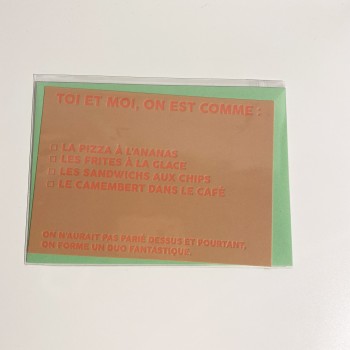 TOI ET MOI, ON EST COMME :
□ LA PIZZA À L'ANANAS
□ LES FRITES À LA GLACE
□ LES SANDWICHS AUX CHIPS
□ LE CAMEMBERT DANS LE CAFÉ
ON N'AURAIT PAS PARIÉ DESSUS ET POURTANT,
ON FORME UN DUO FANTASTIQUE.